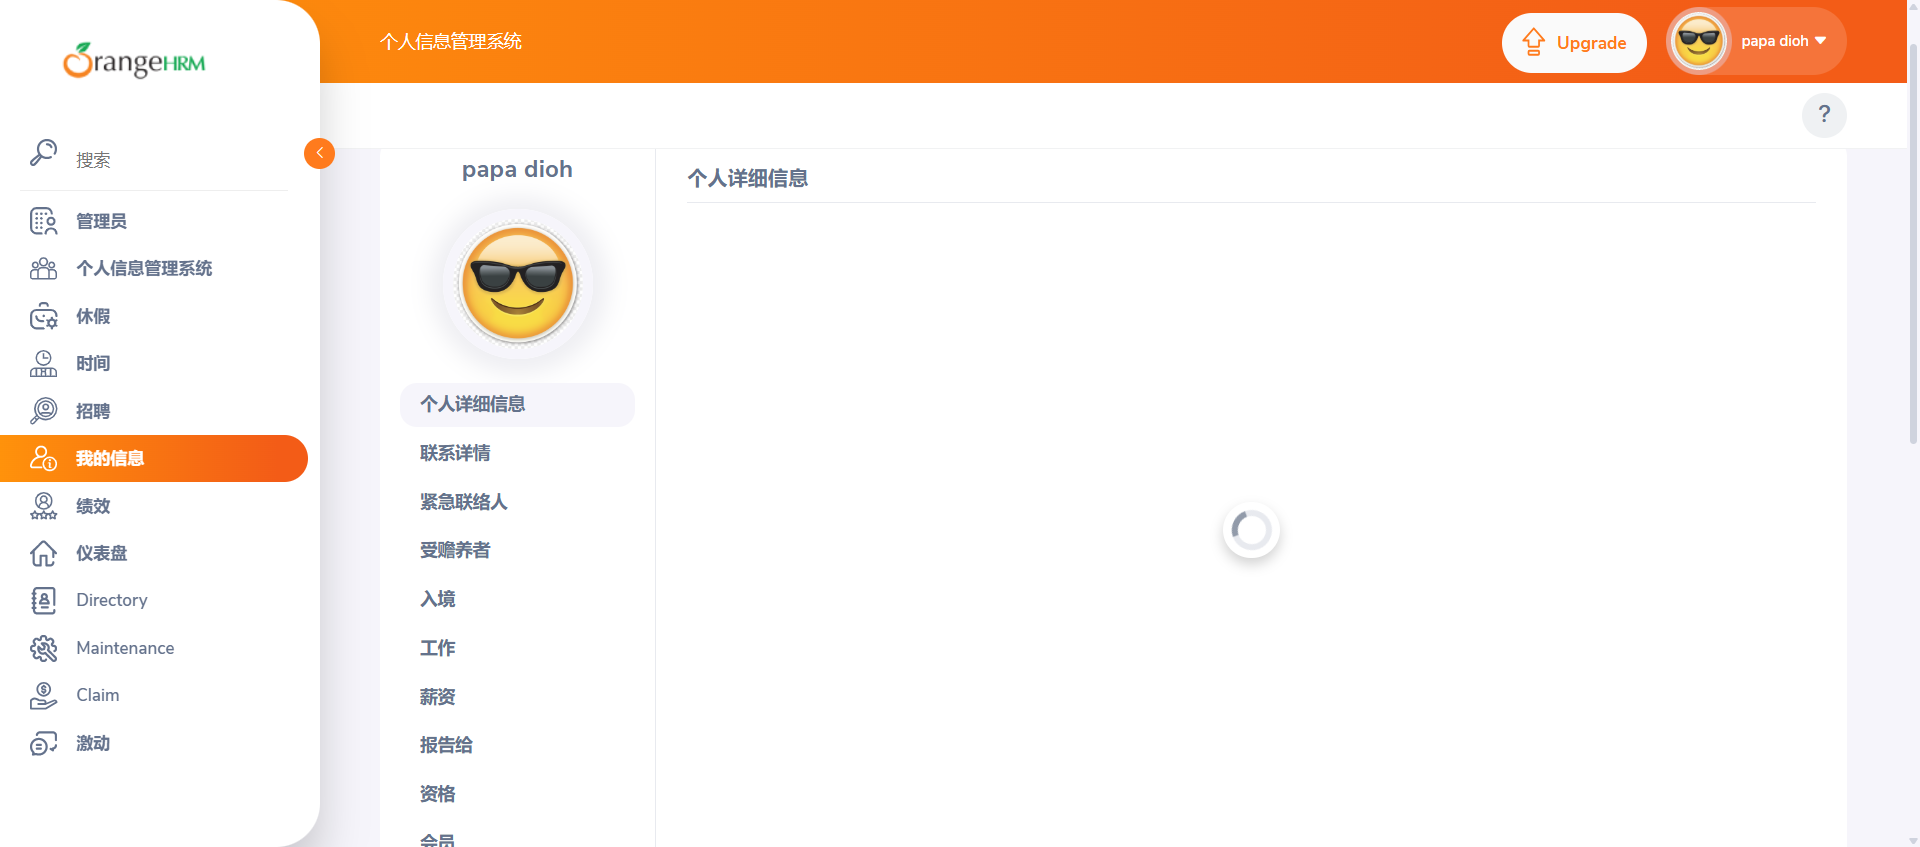 OrangeHRM
个人信息管理系统
Upgrade
papa dioh
?
搜索
管理员
个人信息管理系统
休假
时间
招聘
我的信息
绩效
仪表盘
Directory
Maintenance
Claim
激动
papa dioh
个人详细信息
联系详情
紧急联络人
受赡养者
入境
工作
薪资
报告给
资格
会员
个人详细信息